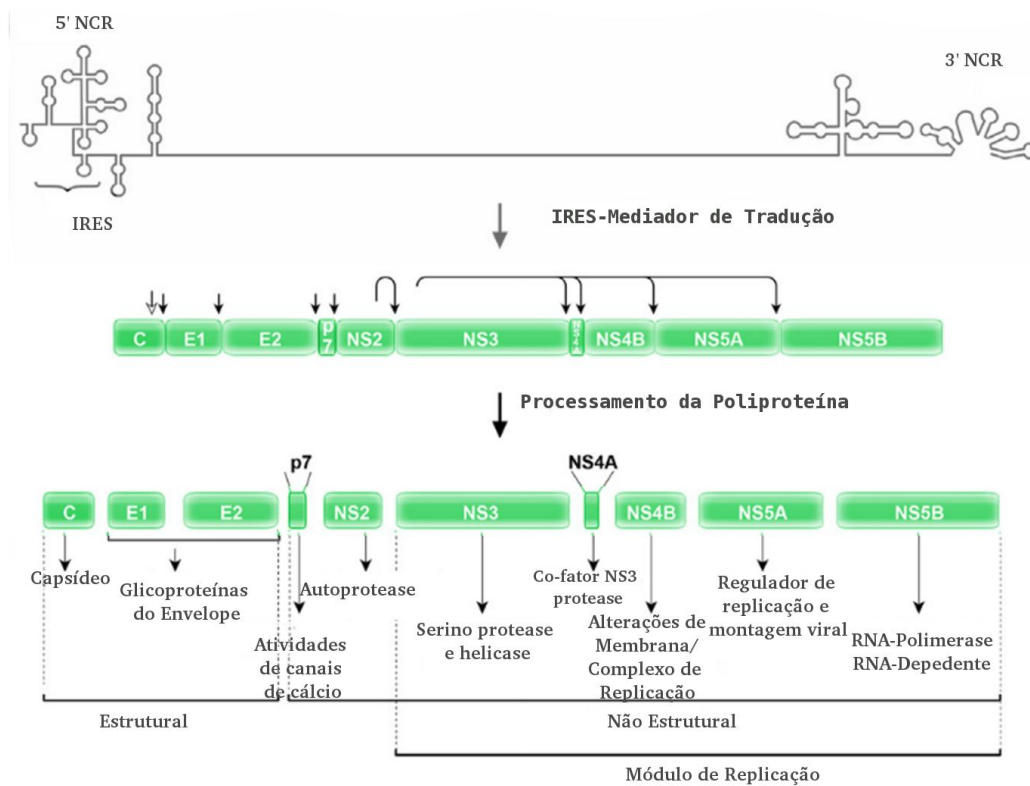 5' NCR
3' NCR
IRES
IRES-Mediador de Tradução
C E1 E2 p7 NS2 NS3 NS4A NS4B NS5A NS5B
Processamento da Poliproteína
p7
NS4A
C E1 E2 NS2 NS3 NS4B NS5A NS5B
Capsídeo
Glicoproteínas
do Envelope
Atividades
de canais
de cálcio
Autoprotease
Serino protease
e helicase
Co-fator NS3
protease
Alterações de
Membrana/
Complexo de
Replicação
Regulador de
replicação e
montagem viral
RNA-Polimerase
RNA-Depedente
Estrutural
Não Estrutural
Módulo de Replicação